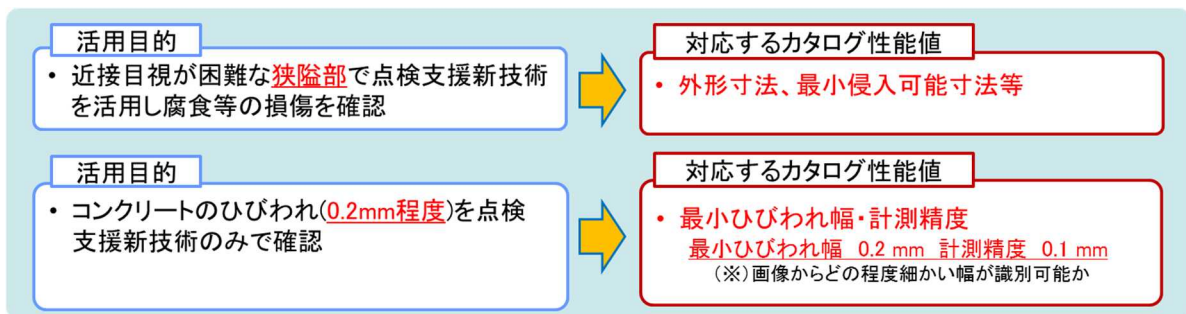 活用目的
• 近接目視が困難な狭隘部で点検支援新技術
を活用し腐食等の損傷を確認
対応するカタログ性能値
• 外形寸法、最小侵入可能寸法等
活用目的
• コンクリートのひびわれ(0.2mm程度)を点検
支援新技術のみで確認
対応するカタログ性能値
• 最小ひびわれ幅・計測精度
最小ひびわれ幅 0.2 mm 計測精度 0.1 mm
(※)画像からどの程度細かい幅が識別可能か